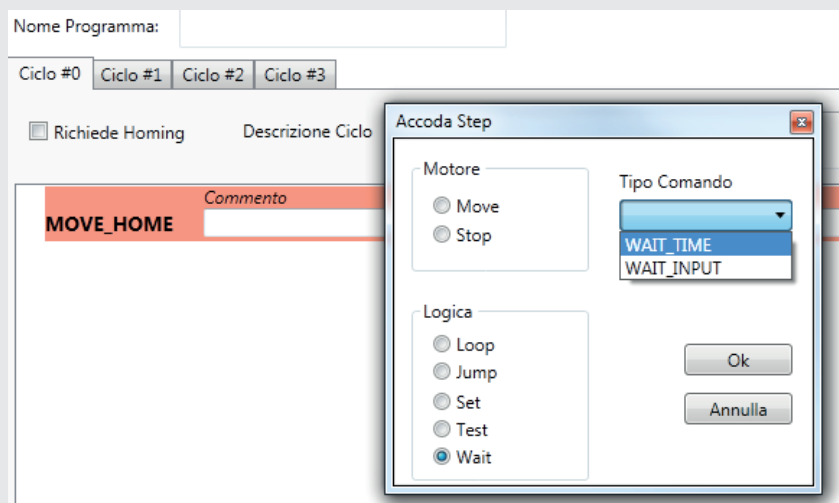 Nome Programma:
Ciclo #0 Ciclo #1 Ciclo #2 Ciclo #3
Richiede Homing Descrizione Ciclo
Commento
MOVE_HOME
Accoda Step
Motore
Move
Stop
Tipo Comando
WAIT_TIME
WAIT_INPUT
Logica
Loop
Jump
Set
Test
Wait
Ok
Annulla